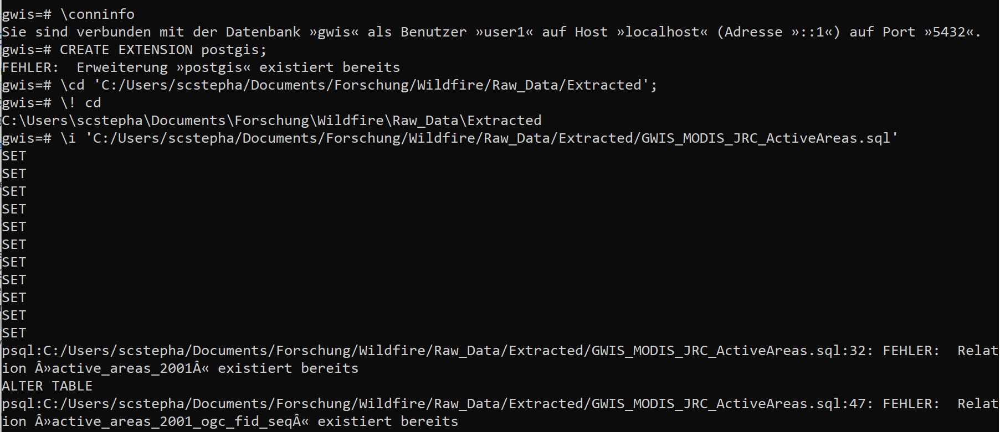 gwis=# \conninfo
Sie sind verbunden mit der Datenbank »gwis« als Benutzer »user1« auf Host »localhost« (Adresse »::1«) auf Port »5432«.
gwis=# CREATE EXTENSION postgis;
FEHLER:  Erweiterung »postgis« existiert bereits
gwis=# \cd 'C:/Users/scstepha/Documents/Forschung/Wildfire/Raw_Data/Extracted';
gwis=# \! cd
C:\Users\scstepha\Documents\Forschung\Wildfire\Raw_Data\Extracted
gwis=# \i 'C:/Users/scstepha/Documents/Forschung/Wildfire/Raw_Data/Extracted/GWIS_MODIS_JRC_ActiveAreas.sql'
SET
SET
SET
SET
SET
SET
SET
SET
SET
SET
SET
psql:C:/Users/scstepha/Documents/Forschung/Wildfire/Raw_Data/Extracted/GWIS_MODIS_JRC_ActiveAreas.sql:32: FEHLER:  Relat
ion Â»active_areas_2001Â« existiert bereits
ALTER TABLE
psql:C:/Users/scstepha/Documents/Forschung/Wildfire/Raw_Data/Extracted/GWIS_MODIS_JRC_ActiveAreas.sql:47: FEHLER:  Relat
ion Â»active_areas_2001_ogc_fid_seqÂ« existiert bereits